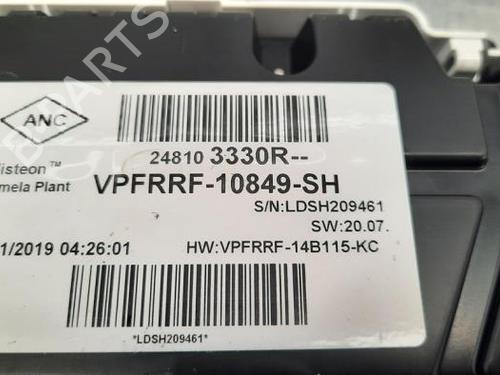 ANC
24810 3330R--
isteon™
mela Plant
VPFRRF-10849-SH
S/N:LDSH209461
SW:20.07.
1/2019 04:26:01
HW:VPFRRF-14B115-KC
*LDSH209461*